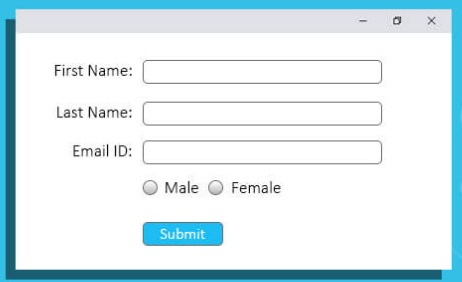 First Name:
Last Name:
Email ID:
Male Female
Submit